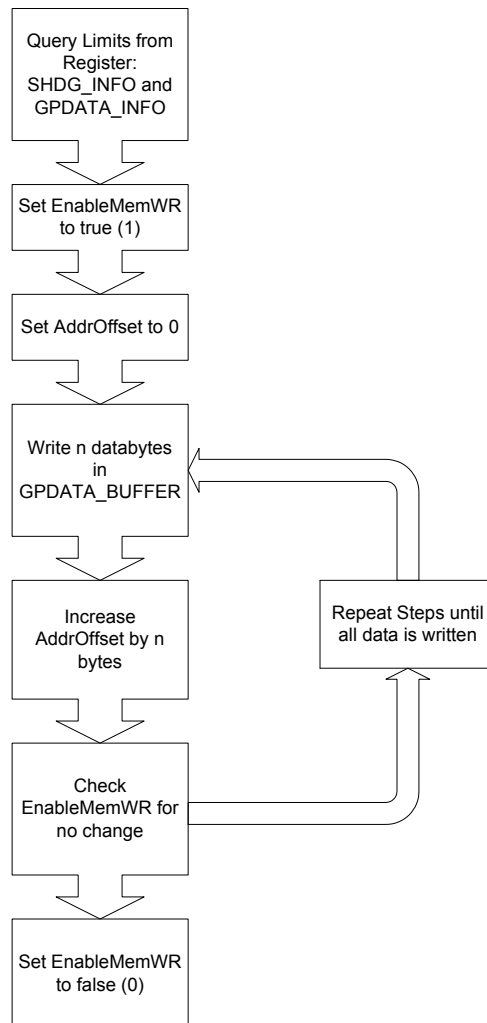 Query Limits from
Register:
SHDG_INFO and
GPDATA_INFO
Set EnableMemWR
to true (1)
Set AddrOffset to 0
Write n databytes
in
GPDATA_BUFFER
Increase
AddrOffset by n
bytes
Repeat Steps until
all data is written
Check
EnableMemWR for
no change
Set EnableMemWR
to false (0)